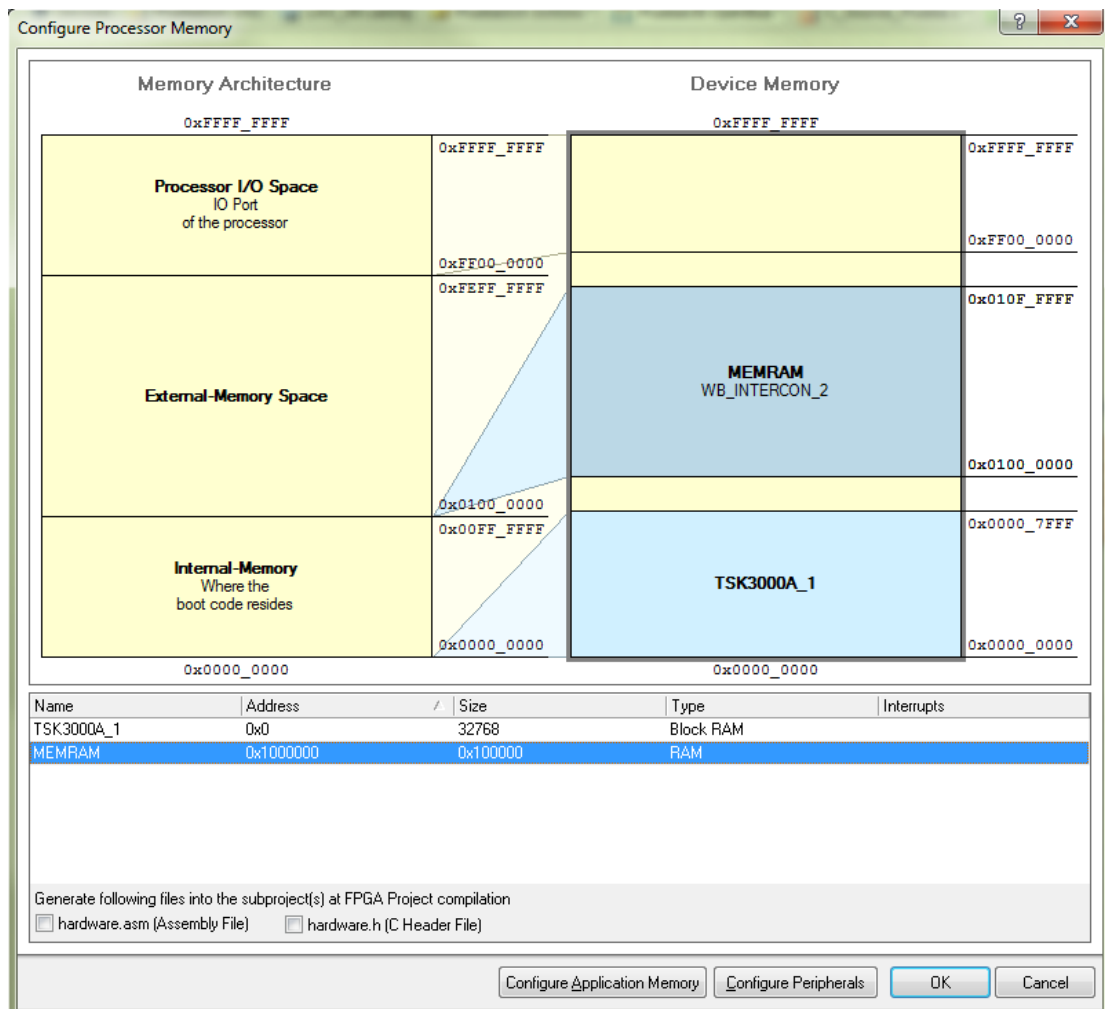 Configure Processor Memory
?
X
Memory Architecture
Device Memory
0xFFFF_FFFF
0xFFFF_FFFF
0xFFFF_FFFF
0xFFFF_FFFF
Processor I/O Space
IO Port
of the processor
0xFF00_0000
0xFF00_0000
0xFEFF_FFFF
0x010F_FFFF
MEMRAM
WB_INTERCON_2
External-Memory Space
0x0100_0000
0x0100_0000
0x00FF_FFFF
0x0000_7FFF
Internal-Memory
Where the
boot code resides
TSK3000A_1
0x0000_0000
0x0000_0000
0x0000_0000
0x0000_0000
Name Address Size Type Interrupts
TSK3000A_1 0x0 32768 Block RAM
MEMRAM 0x1000000 0x100000 RAM
Generate following files into the subproject(s) at FPGA Project compilation
hardware.asm (Assembly File) hardware.h (C Header File)
Configure Application Memory Configure Peripherals OK Cancel